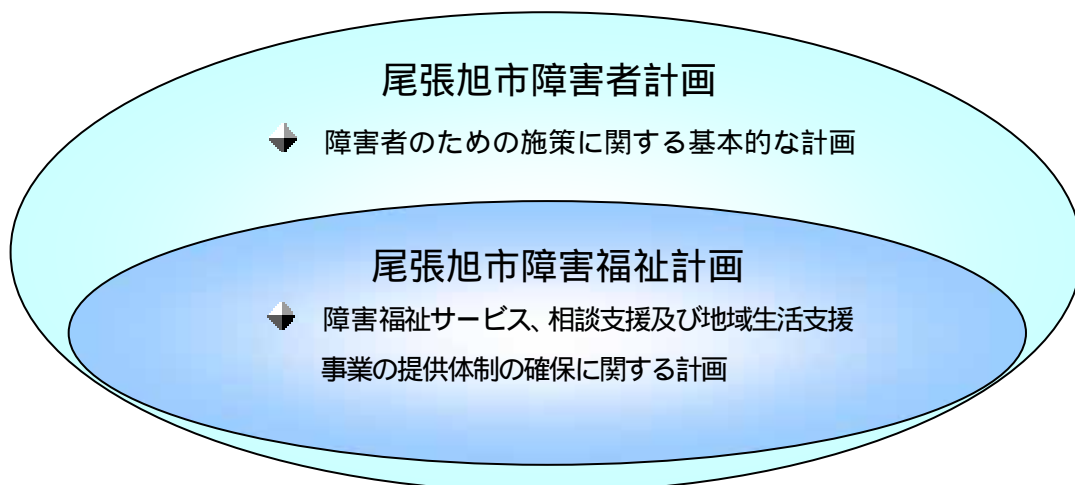 尾張旭市障害者計画
障害者のための施策に関する基本的な計画
尾張旭市障害福祉計画
障害福祉サービス、相談支援及び地域生活支援
事業の提供体制の確保に関する計画